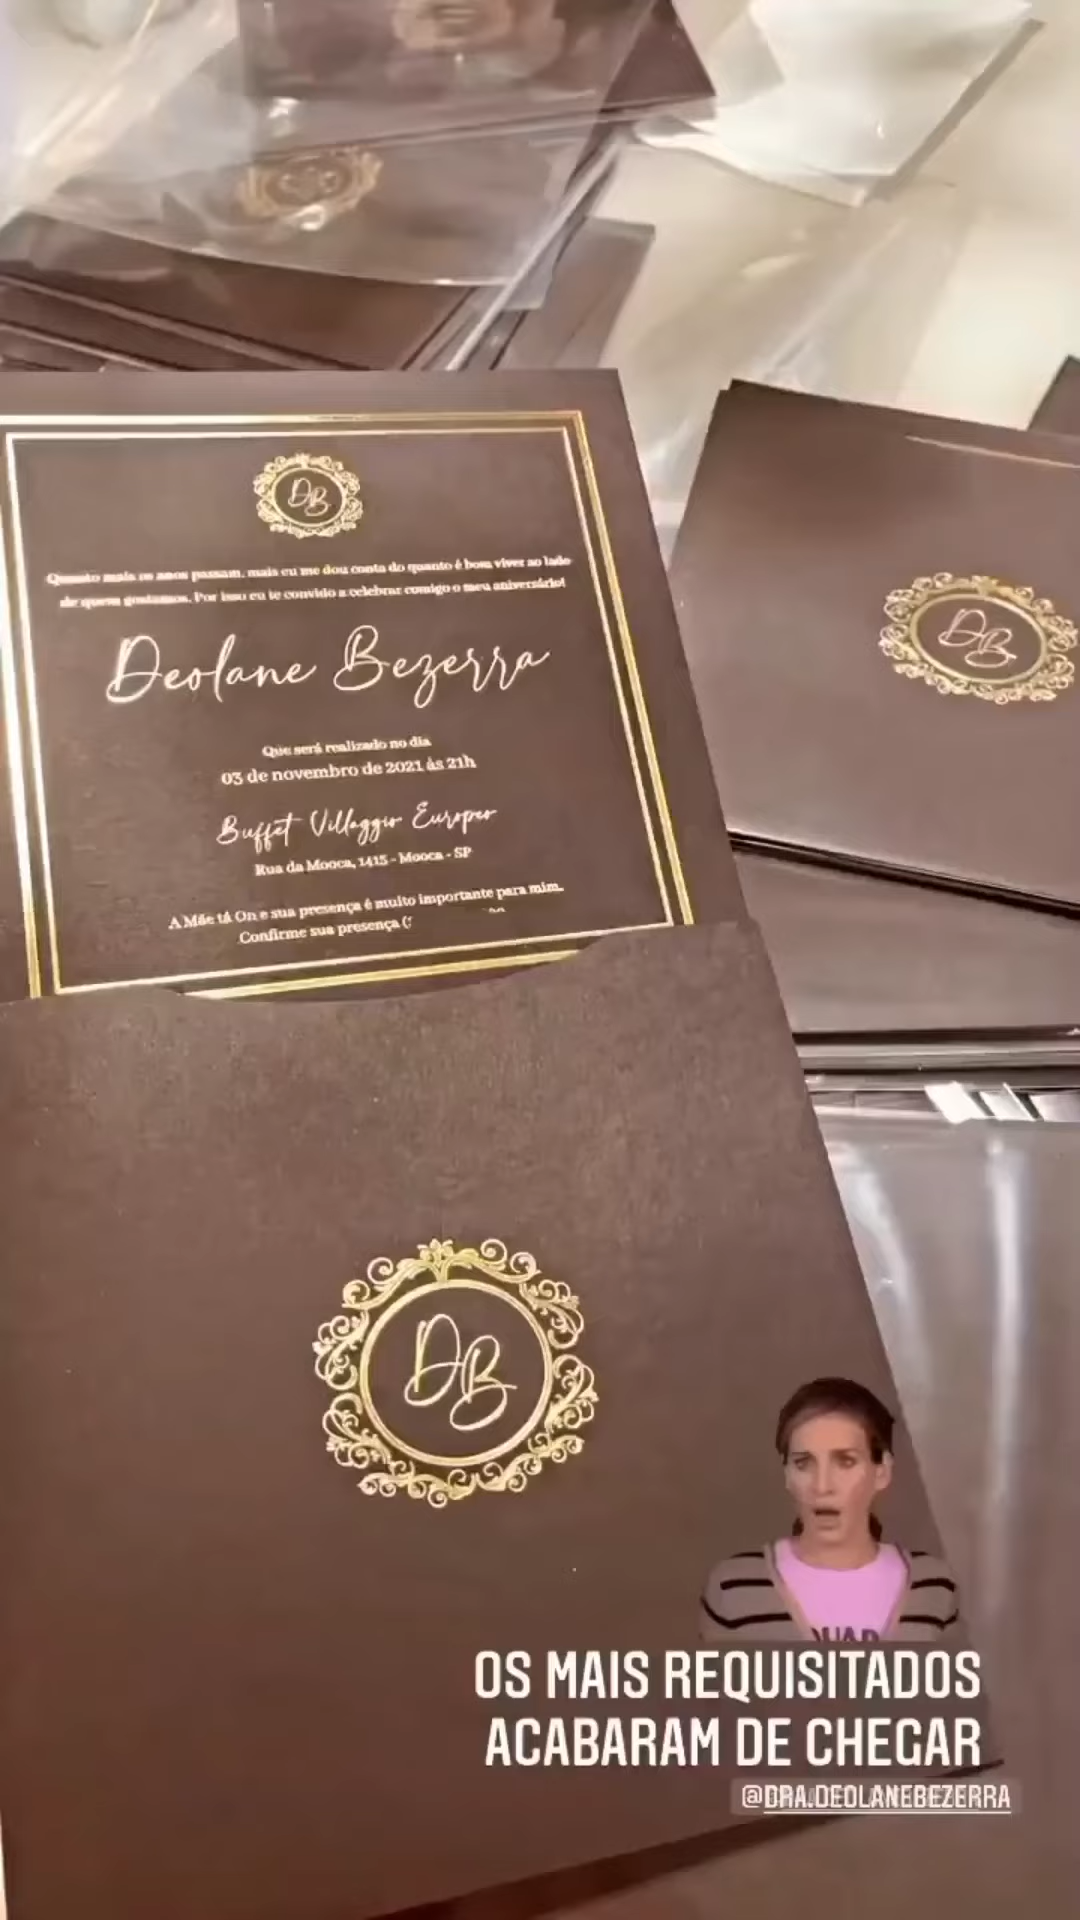 DB
Quanto mais os anos passam, mais eu me dou conta do quanto é bom viver ao lado
de quem gostamos. Por isso eu te convido a celebrar comigo o meu aniversário!
Deolane Bezerra
Que será realizado no dia
03 de novembro de 2021 às 21h
Buffet Villaggio Europeo
Rua da Mooca, 1415 - Mooca - SP
A Mãe tá On e sua presença é muito importante para mim.
Confirme sua presença (
DB
DB
OS MAIS REQUISITADOS
ACABARAM DE CHEGAR
@DRA.DEOLANEBEZERRA